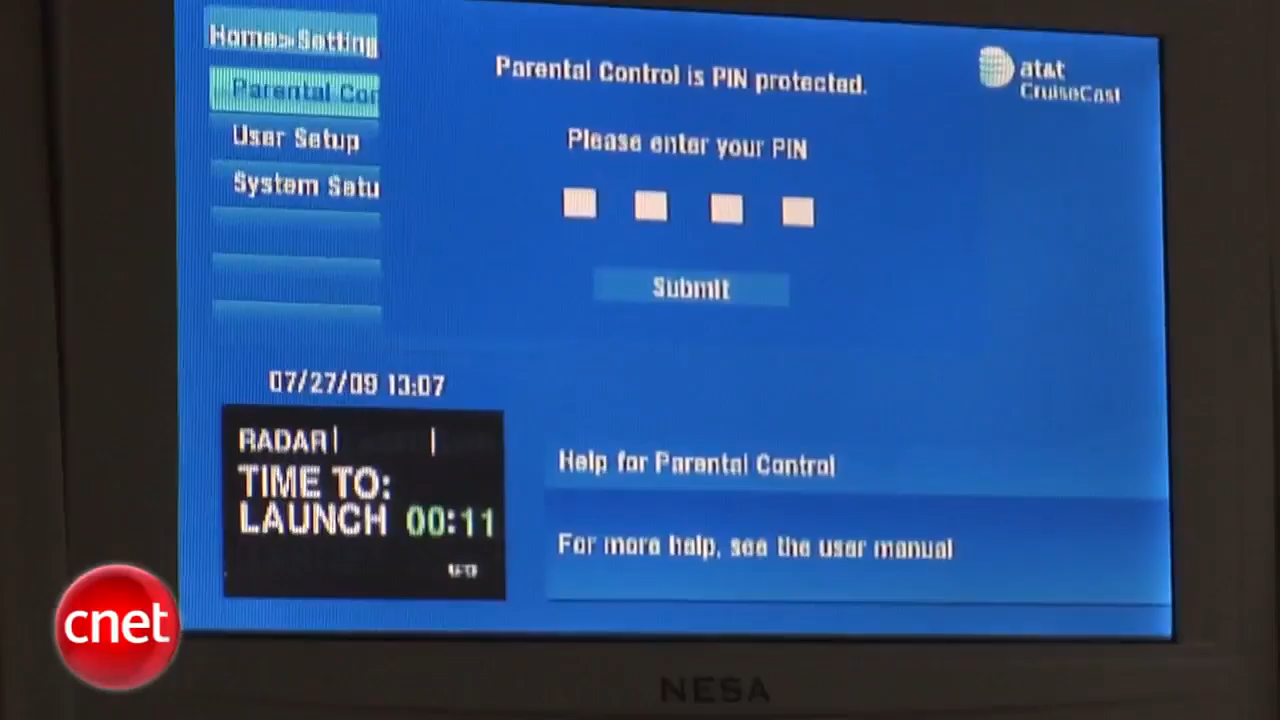 Home>Setting
Parental Control is PIN protected.
at&t
CruiseCast
Parental Con
User Setup
System Setu
Please enter your PIN
Submit
07/27/09 13:07
RADAR
TIME TO:
LAUNCH 00:11
Help for Parental Control
For more help, see the user manual
cnet
NESA